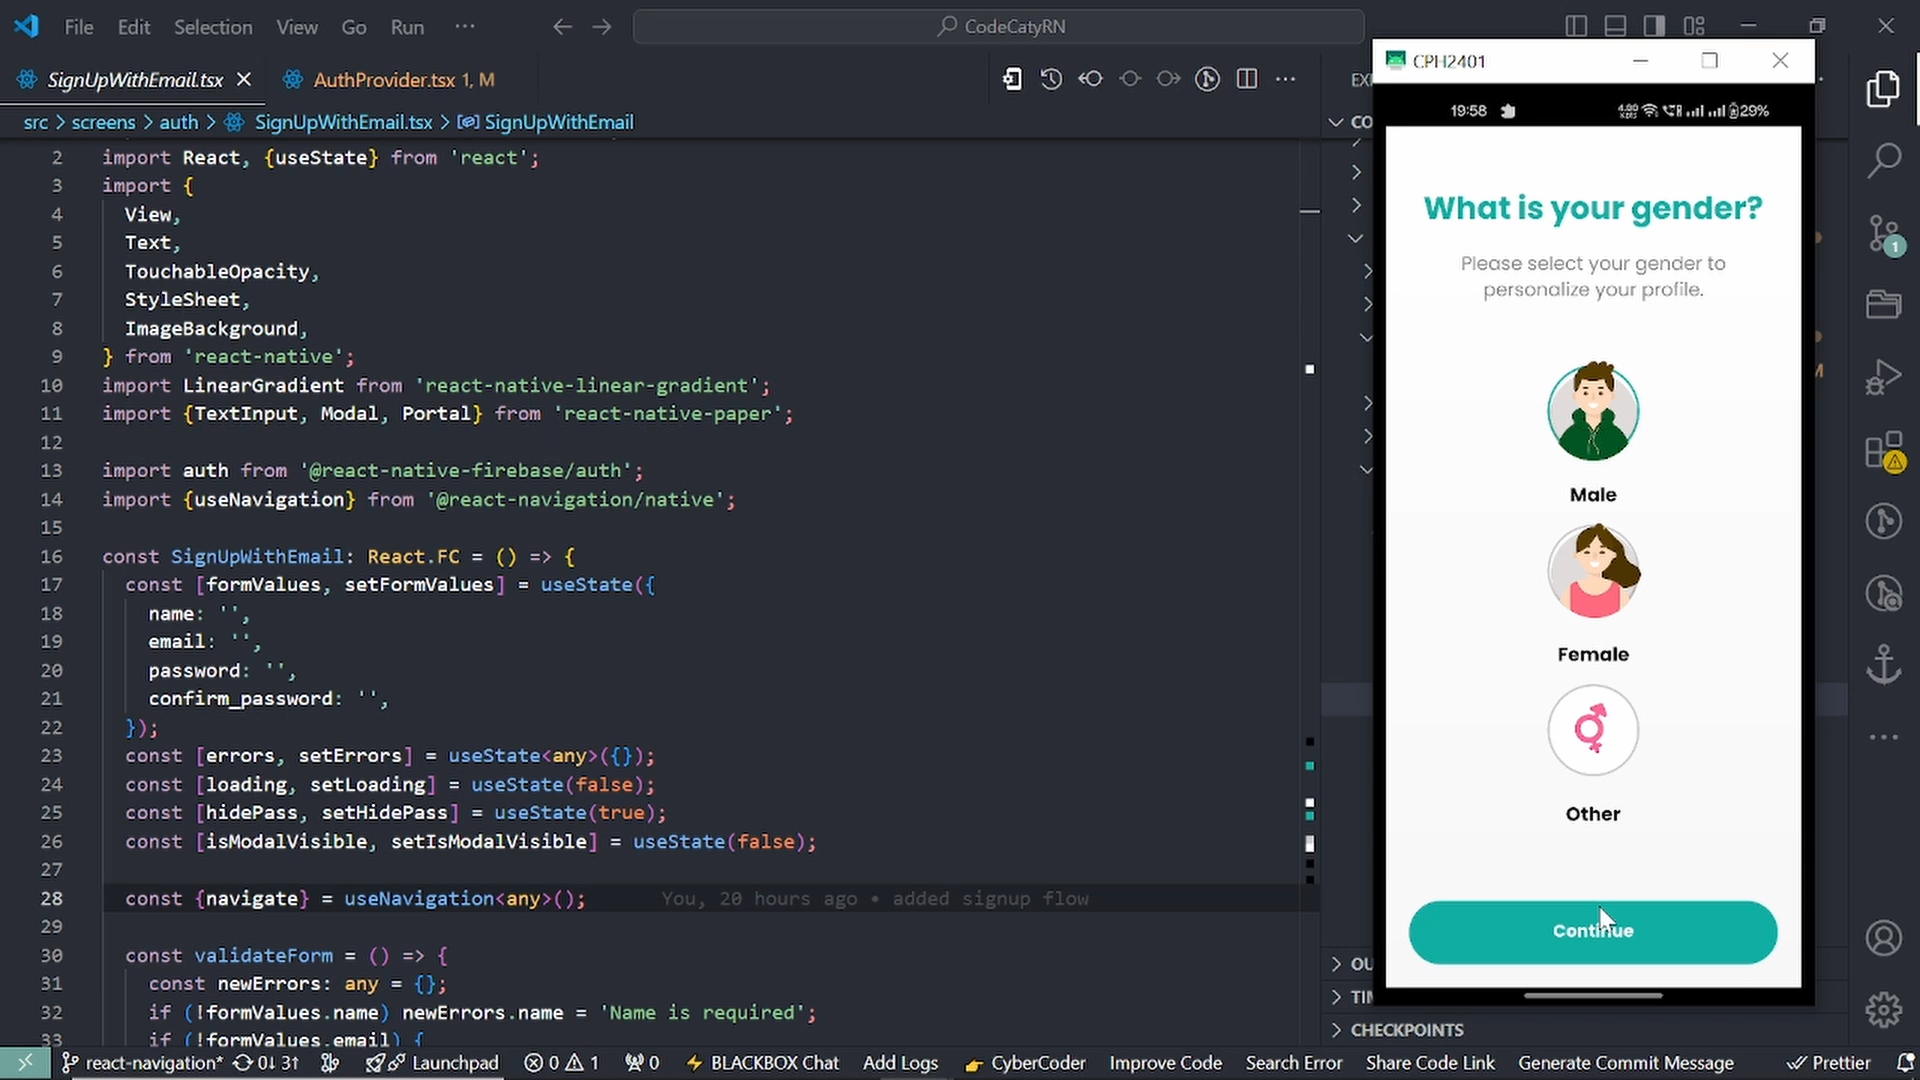 File Edit Selection View Go Run ···
CodeCatyRN
SignUpWithEmail.tsx
AuthProvider.tsx 1, M
src > screens > auth > SignUpWithEmail.tsx > SignUpWithEmail
2 import React, {useState} from 'react';
3 import {
4 View,
5 Text,
6 TouchableOpacity,
7 StyleSheet,
8 ImageBackground,
9 } from 'react-native';
10 import LinearGradient from 'react-native-linear-gradient';
11 import {TextInput, Modal, Portal} from 'react-native-paper';
12
13 import auth from '@react-native-firebase/auth';
14 import {useNavigation} from '@react-navigation/native';
15
16 const SignUpWithEmail: React.FC = () => {
17 const [formValues, setFormValues] = useState({
18 name: '',
19 email: '',
20 password: '',
21 confirm_password: '',
22 });
23 const [errors, setErrors] = useState<any>({});
24 const [loading, setLoading] = useState(false);
25 const [hidePass, setHidePass] = useState(true);
26 const [isModalVisible, setIsModalVisible] = useState(false);
27
28 const {navigate} = useNavigation<any>(); You, 20 hours ago • added signup flow
29
30 const validateForm = () => {
31 const newErrors: any = {};
32 if (!formValues.name) newErrors.name = 'Name is required';
33 if (!formValues.email) {
EX
CO
M
OU
TI
CHECKPOINTS
1
CPH2401
19:58
29%
What is your gender?
Please select your gender to
personalize your profile.
Male
Female
Other
Continue
react-navigation* 0↓ 3↑ Launchpad 0 1 0 BLACKBOX Chat Add Logs CyberCoder Improve Code Search Error Share Code Link Generate Commit Message Prettier